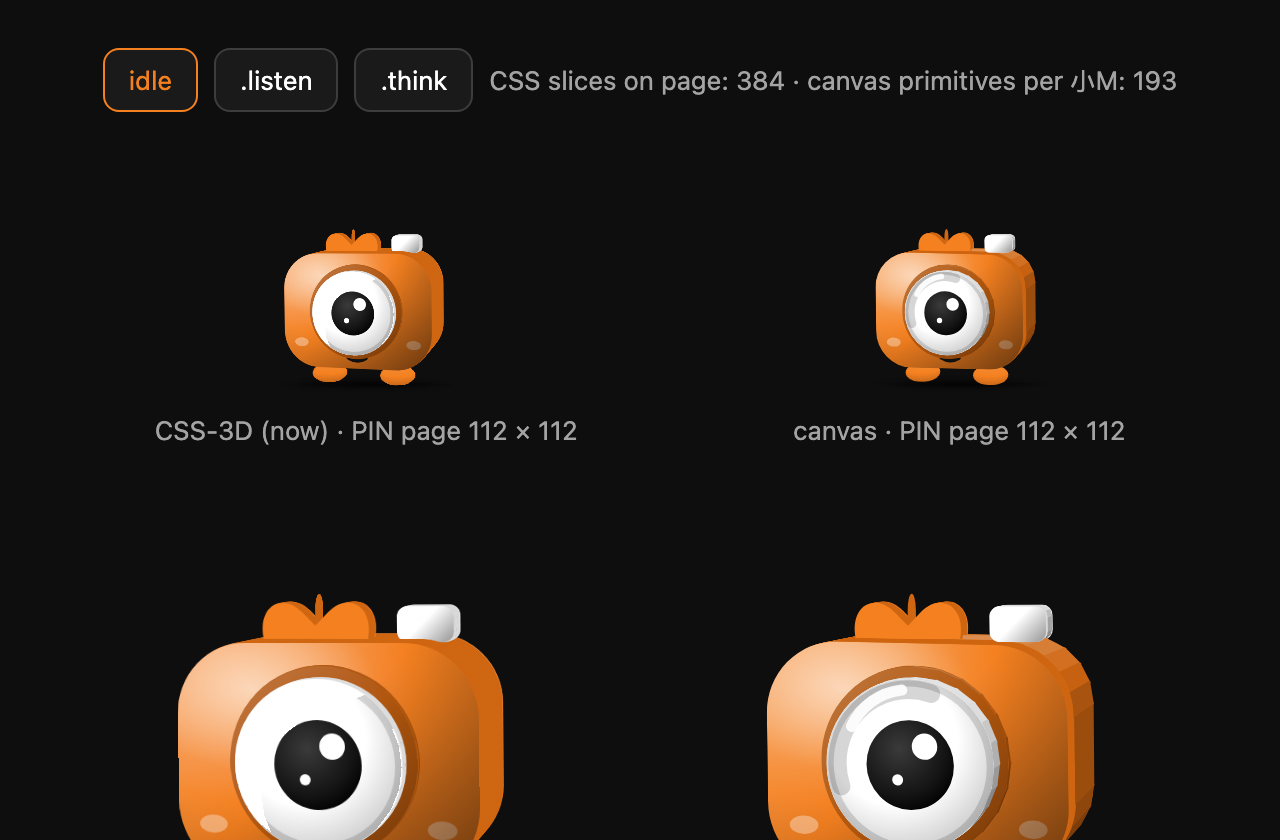 idle
.listen
.think
CSS slices on page: 384 · canvas primitives per 小M: 193
CSS-3D (now) · PIN page 112 × 112
canvas · PIN page 112 × 112